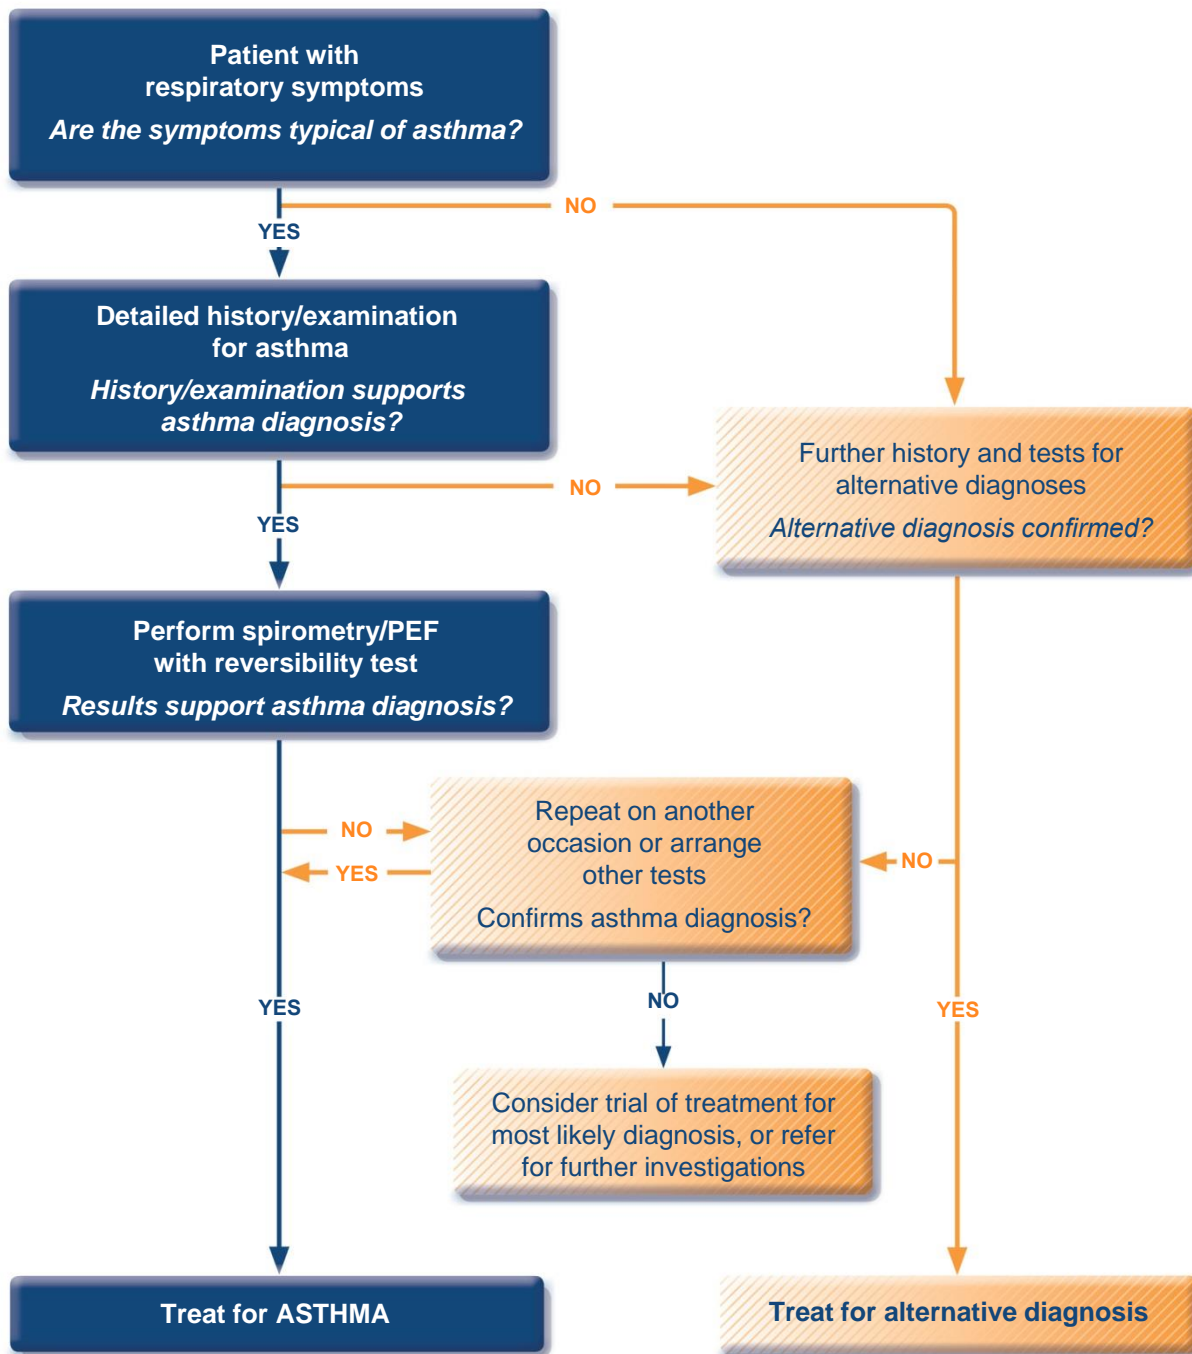 Patient with
respiratory symptoms
Are the symptoms typical of asthma?
NO
YES
Detailed history/examination
for asthma
History/examination supports
asthma diagnosis?
Further history and tests for
alternative diagnoses
Alternative diagnosis confirmed?
NO
YES
Perform spirometry/PEF
with reversibility test
Results support asthma diagnosis?
Repeat on another
occasion or arrange
other tests
Confirms asthma diagnosis?
NO
YES
NO
NO
YES
YES
Consider trial of treatment for
most likely diagnosis, or refer
for further investigations
Treat for ASTHMA
Treat for alternative diagnosis